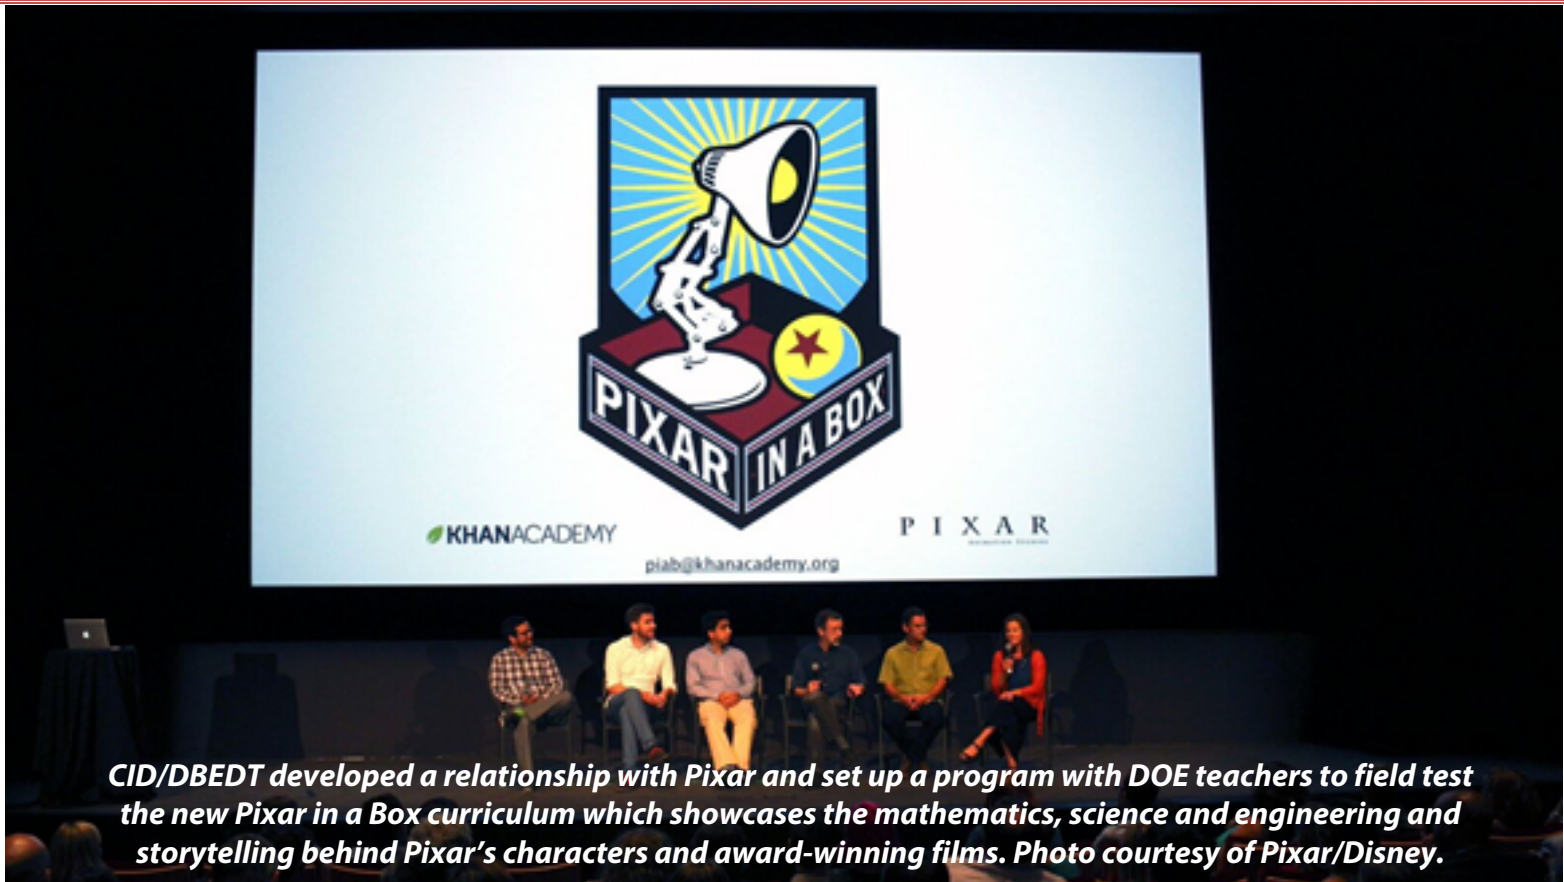 PIXAR
IN A BOX
KHANACADEMY
PIXAR
piab@khanacademy.org
CID/DBEDT developed a relationship with Pixar and set up a program with DOE teachers to field test
the new Pixar in a Box curriculum which showcases the mathematics, science and engineering and
storytelling behind Pixar’s characters and award-winning films. Photo courtesy of Pixar/Disney.